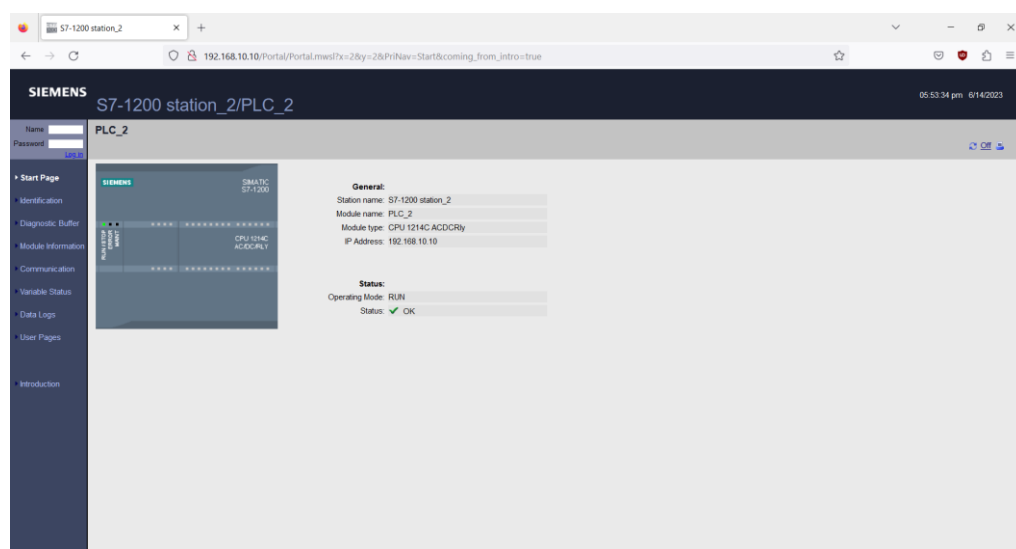 S7-1200 station_2
192.168.10.10/Portal/Portal.mwsl?x=2&y=2&PriNav=Start&coming_from_intro=true
SIEMENS
S7-1200 station_2/PLC_2
05:53:34 pm 6/14/2023
Name
Password
Log in
PLC_2
Off
Start Page
Identification
Diagnostic Buffer
Module Information
Communication
Variable Status
Data Logs
User Pages
Introduction
SIEMENS
SIMATIC
S7-1200
RUN / STOP
ERROR
MAINT
CPU 1214C
AC/DC/RLY
General:
Station name: S7-1200 station_2
Module name: PLC_2
Module type: CPU 1214C ACDCRly
IP Address: 192.168.10.10
Status:
Operating Mode: RUN
Status: OK